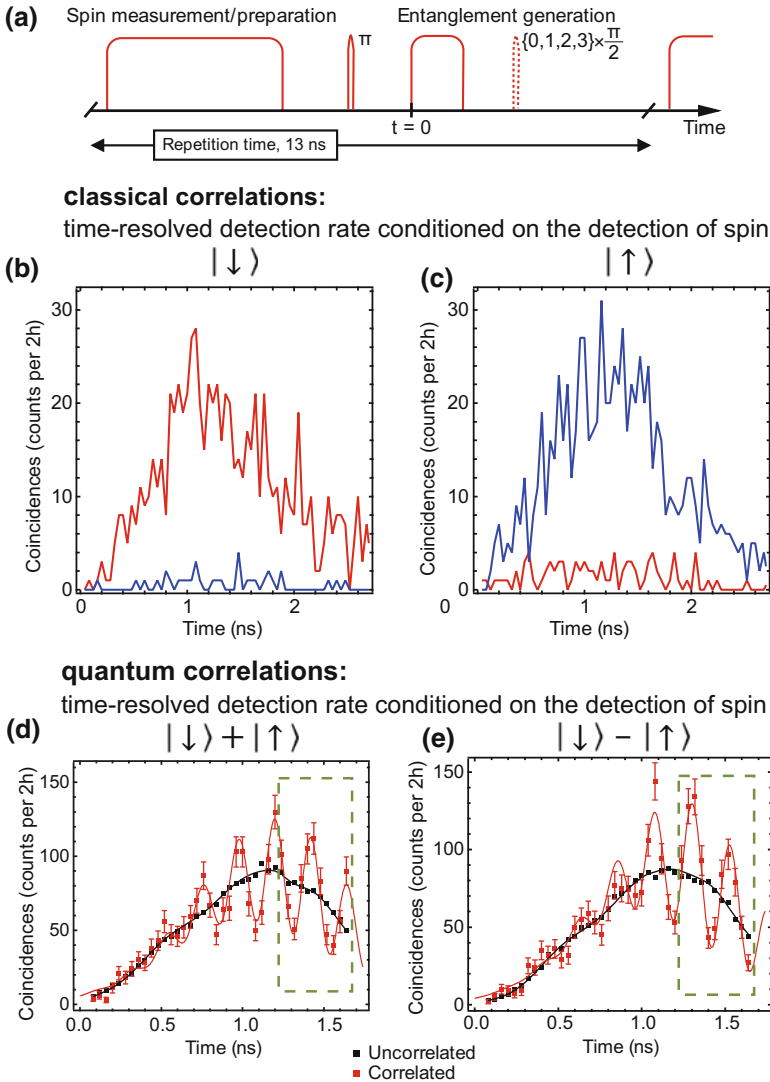 (a) Spin measurement/preparation Entanglement generation
π {0,1,2,3}×π/2
t = 0 Time
Repetition time, 13 ns
classical correlations:
time-resolved detection rate conditioned on the detection of spin
(b) |↓⟩ (c) |↑⟩
Coincidences (counts per 2h)
30
20
10
0
0 1 2
Time (ns)
Coincidences (counts per 2h)
30
20
10
0
0 1 2
Time (ns)
quantum correlations:
time-resolved detection rate conditioned on the detection of spin
(d) |↓⟩+|↑⟩ (e) |↓⟩−|↑⟩
Coincidences (counts per 2h)
150
100
50
0
0.0 0.5 1.0 1.5
Time (ns)
Coincidences (counts per 2h)
150
100
50
0
0.0 0.5 1.0 1.5
Time (ns)
Uncorrelated
Correlated